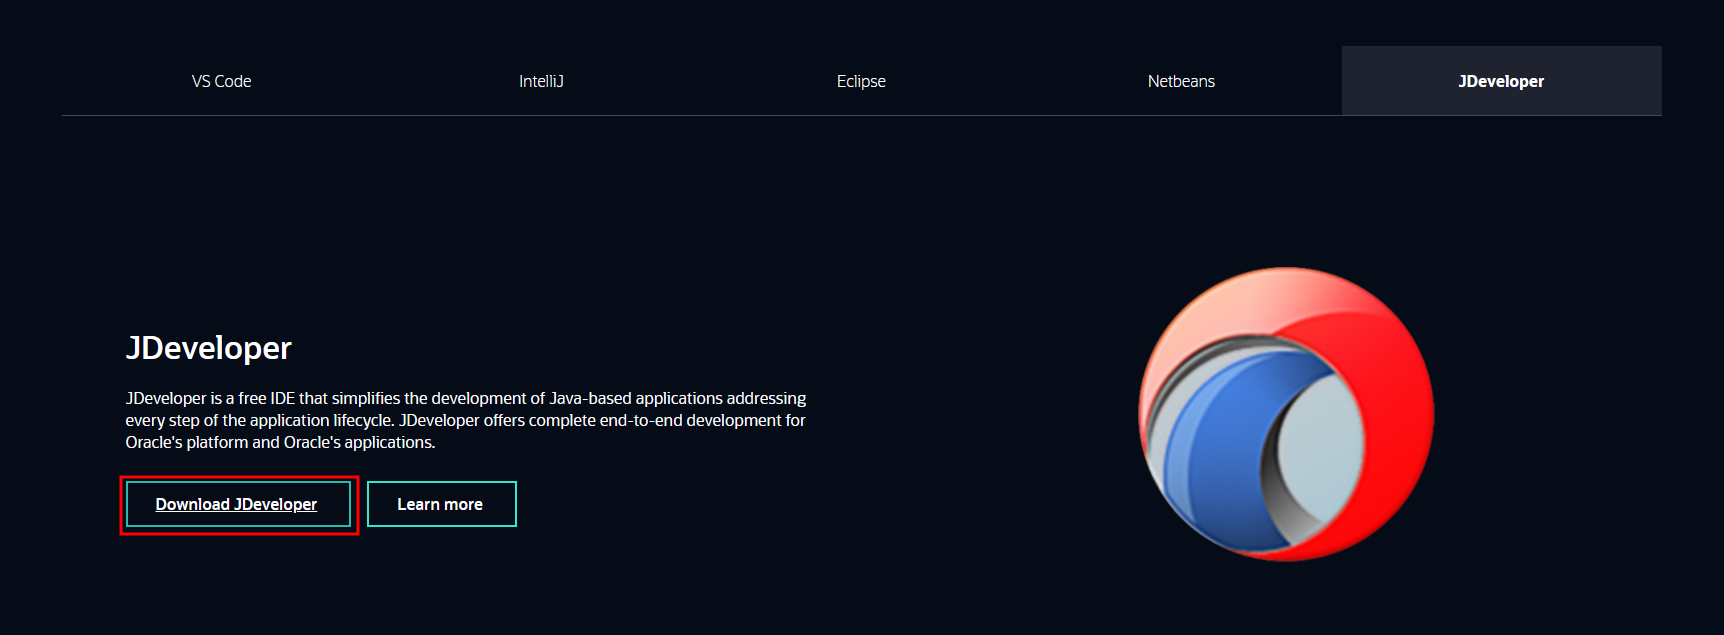 VS Code
IntelliJ
Eclipse
Netbeans
JDeveloper
JDeveloper
JDeveloper is a free IDE that simplifies the development of Java-based applications addressing
every step of the application lifecycle. JDeveloper offers complete end-to-end development for
Oracle's platform and Oracle's applications.
Download JDeveloper
Learn more